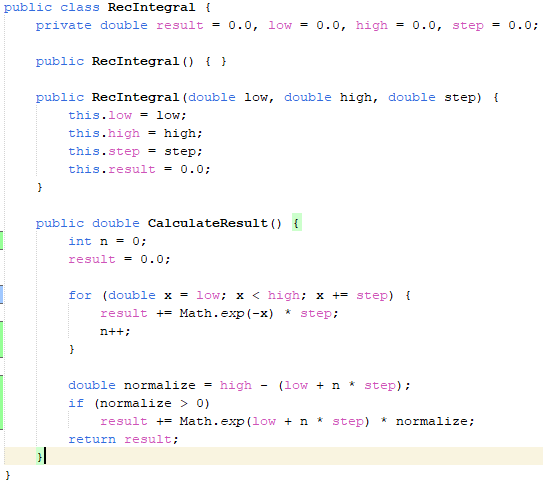 public class RecIntegral {
    private double result = 0.0, low = 0.0, high = 0.0, step = 0.0;
    public RecIntegral() { }
    public RecIntegral(double low, double high, double step) {
        this.low = low;
        this.high = high;
        this.step = step;
        this.result = 0.0;
    }
    public double CalculateResult() {
        int n = 0;
        result = 0.0;
        for (double x = low; x < high; x += step) {
            result += Math.exp(-x) * step;
            n++;
        }
        double normalize = high - (low + n * step);
        if (normalize > 0)
            result += Math.exp(low + n * step) * normalize;
        return result;
    }
}